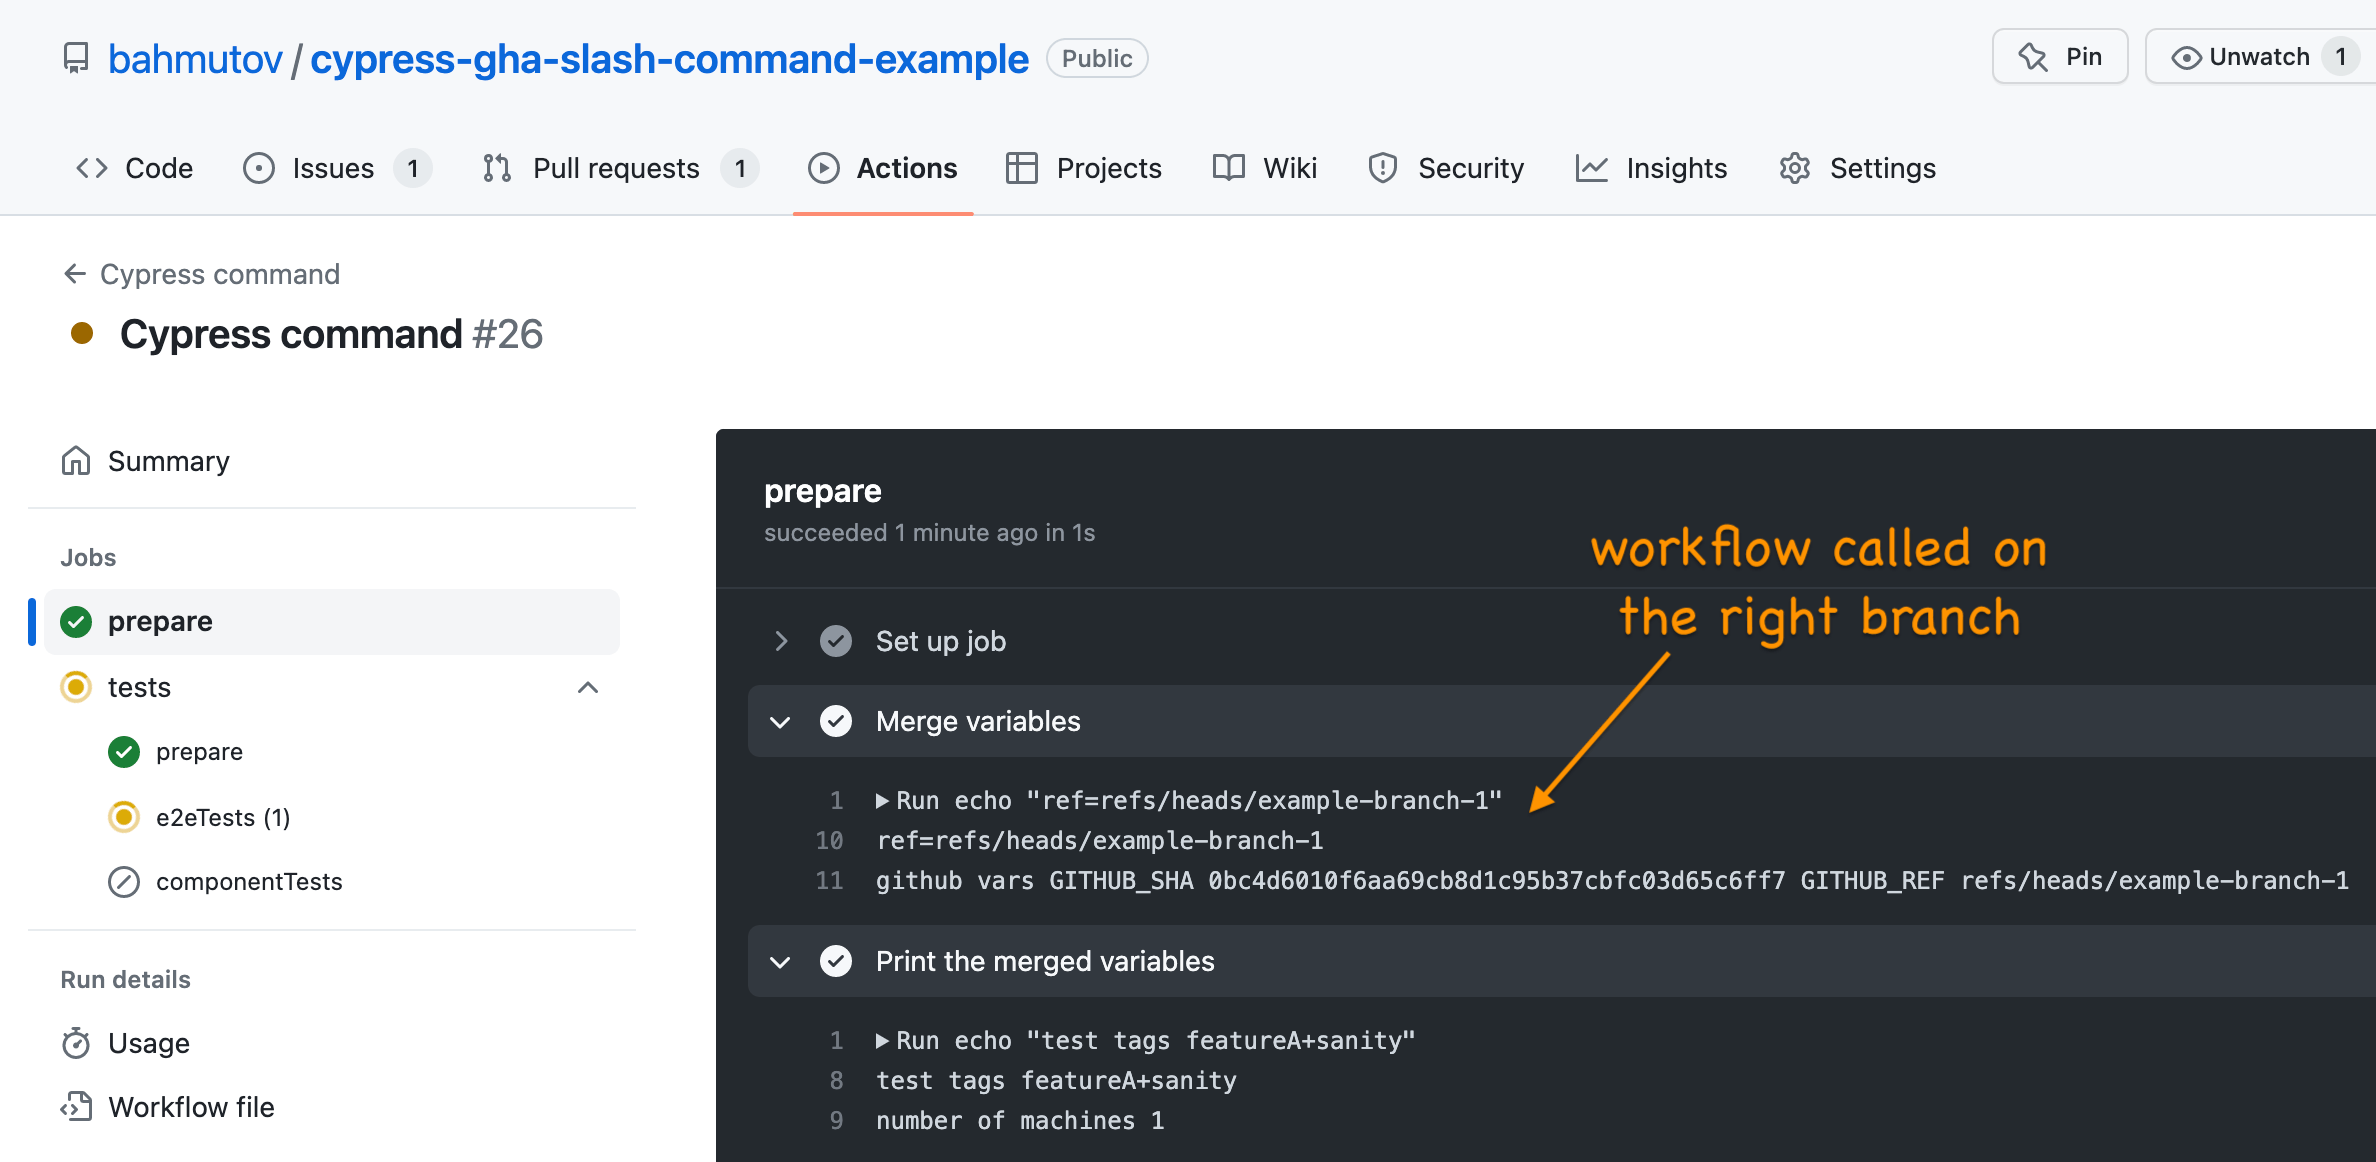 bahmutov / cypress-gha-slash-command-example Public
Pin
Unwatch 1
Code
Issues 1
Pull requests 1
Actions
Projects
Wiki
Security
Insights
Settings
← Cypress command
Cypress command #26
Summary
Jobs
prepare
tests
prepare
e2eTests (1)
componentTests
Run details
Usage
Workflow file
prepare
succeeded 1 minute ago in 1s
workflow called on
the right branch
Set up job
Merge variables
1 ▶ Run echo "ref=refs/heads/example-branch-1"
10 ref=refs/heads/example-branch-1
11 github vars GITHUB_SHA 0bc4d6010f6aa69cb8d1c95b37cbfc03d65c6ff7 GITHUB_REF refs/heads/example-branch-1
Print the merged variables
1 ▶ Run echo "test tags featureA+sanity"
8 test tags featureA+sanity
9 number of machines 1